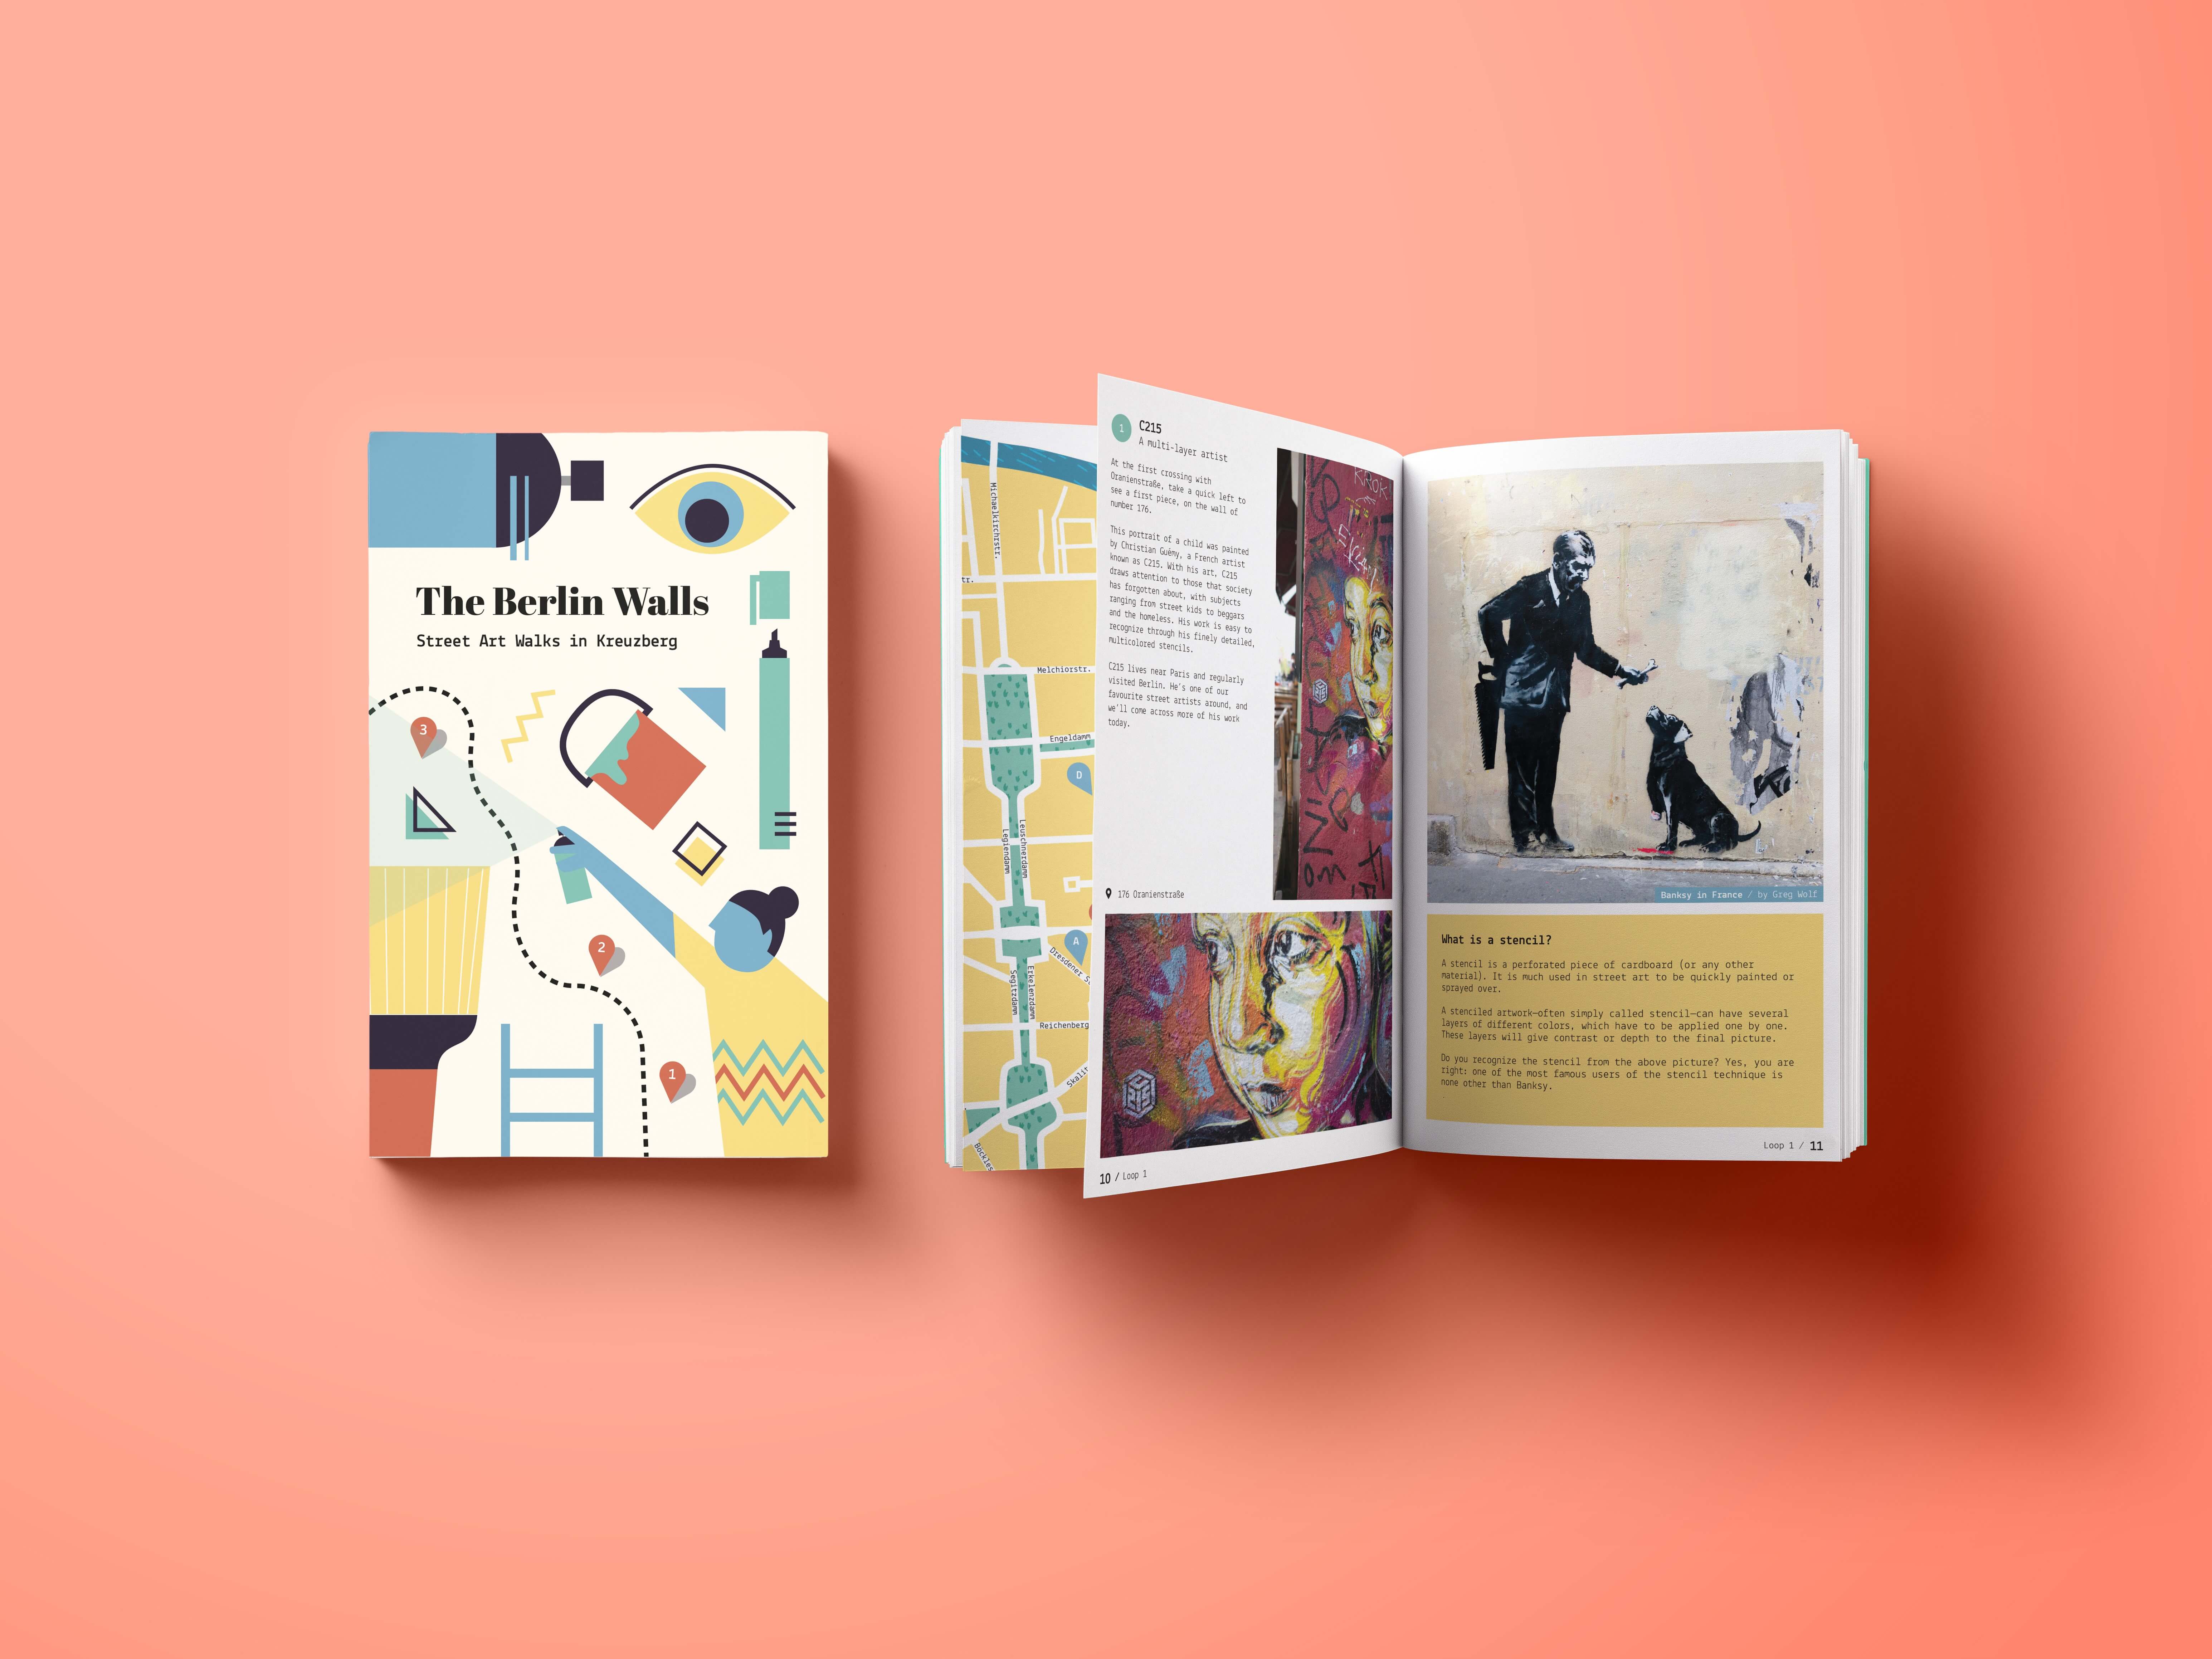 The Berlin Walls
Street Art Walks in Kreuzberg
3
2
1
Michaelkirchrstr.
tr.
Melchiorstr.
Engeldamm
D
Legiendamm
Leuschnerdamm
A
Dresdener S
Segitzdamm
Erkelenzdamm
Reichenberg
Skalit
Böckles
1
C215
A multi-layer artist
At the first crossing with
Oranienstraße, take a quick left to
see a first piece, on the wall of
number 176.
This portrait of a child was painted
by Christian Guémy, a French artist
known as C215. With his art, C215
draws attention to those that society
has forgotten about, with subjects
ranging from street kids to beggars
and the homeless. His work is easy to
recognize through his finely detailed,
multicolored stencils.
C215 lives near Paris and regularly
visited Berlin. He's one of our
favourite street artists around, and
we'll come across more of his work
today.
176 Oranienstraße
KROK
10 / Loop 1
Banksy in France / by Greg Wolf
What is a stencil?
A stencil is a perforated piece of cardboard (or any other
material). It is much used in street art to be quickly painted or
sprayed over.
A stenciled artwork—often simply called stencil—can have several
layers of different colors, which have to be applied one by one.
These layers will give contrast or depth to the final picture.
Do you recognize the stencil from the above picture? Yes, you are
right: one of the most famous users of the stencil technique is
none other than Banksy.
Loop 1 / 11